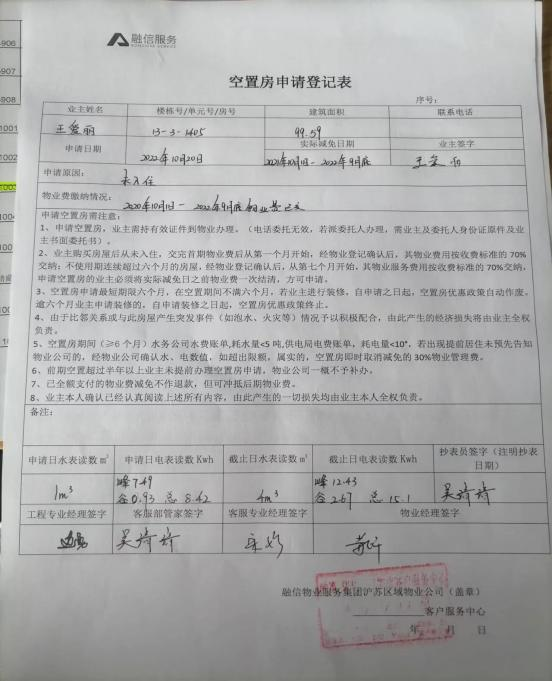 融信服务
RONSHINE SERVICE
空置房申请登记表
序号:
业主姓名 楼栋号/单元号/房号 建筑面积 联系电话
王爱丽 13-3-1405 99.59
申请日期 2022年10月20日 实际减免日期 业主签字
2021年10月1日-2022年9月底 王爱丽
申请原因: 未入住
物业费缴纳情况: 2020年10月1日-2022年9月底物业费已交
申请空置房需注意:
1、申请空置房,业主需持有效证件到物业办理。(电话委托无效,若派委托人办理,需业主及委托人身份证原件及业
主书面委托书)。
2、业主购买房屋后从未入住,交完首期物业费后从第一个月开始,经物业登记确认后,其物业费用按收费标准的 70%
交纳;不使用期连续超过六个月的房屋,经物业登记确认后,从第七个月开始,其物业服务费用按收费标准的70%交纳,
申请空置房的业主必须将实际减免日之前物业费一次结清,方可申请。
3、空置房申请最短期限六个月,在空置期间不满六个月,若业主进行装修,自申请之日起,空置房优惠政策自动作废。
逾六个月业主申请装修的,自申请装修之日起,空置房优惠政策终止。
4、由于比邻关系或与此房屋产生突发事件(如泡水、火灾等)情况予以积极配合,由此产生的经济损失将由业主全权
负责。
5、空置房期间(≥6 个月)水务公司水费账单,耗水量<5 吨,供电局电费账单,耗电量<10°,若出现提前居住未预先告知
物业公司的,经物业公司确认水、电数值,如超出限额,属实的,空置房即时取消减免的 30%物业管理费。
6、前期空置超过半年以上业主未提前办理空置房申请,物业公司一概不予补办。
7、已全额支付的物业费减免不作退款,但可冲抵后期物业费。
8、业主本人确认已经认真阅读上述所有内容,由此产生的一切损失均由业主本人全权负责。
备注:
申请日水表读数 m³ 申请日电表读数 Kwh 截止日水表读数 m³ 截止日电表读数 Kwh 抄表员签字(注明抄表
日期)
1m³ 峰7.49 谷0.93 总8.42 4m³ 峰12.43 谷2.67 总15.1 吴琦琦
工程专业经理签字 客服部管家签字 客服专业经理签字 物业经理签字
吴琦琦
融信物业服务集团沪苏区域物业公司(盖章)
客户服务中心
年 月 日